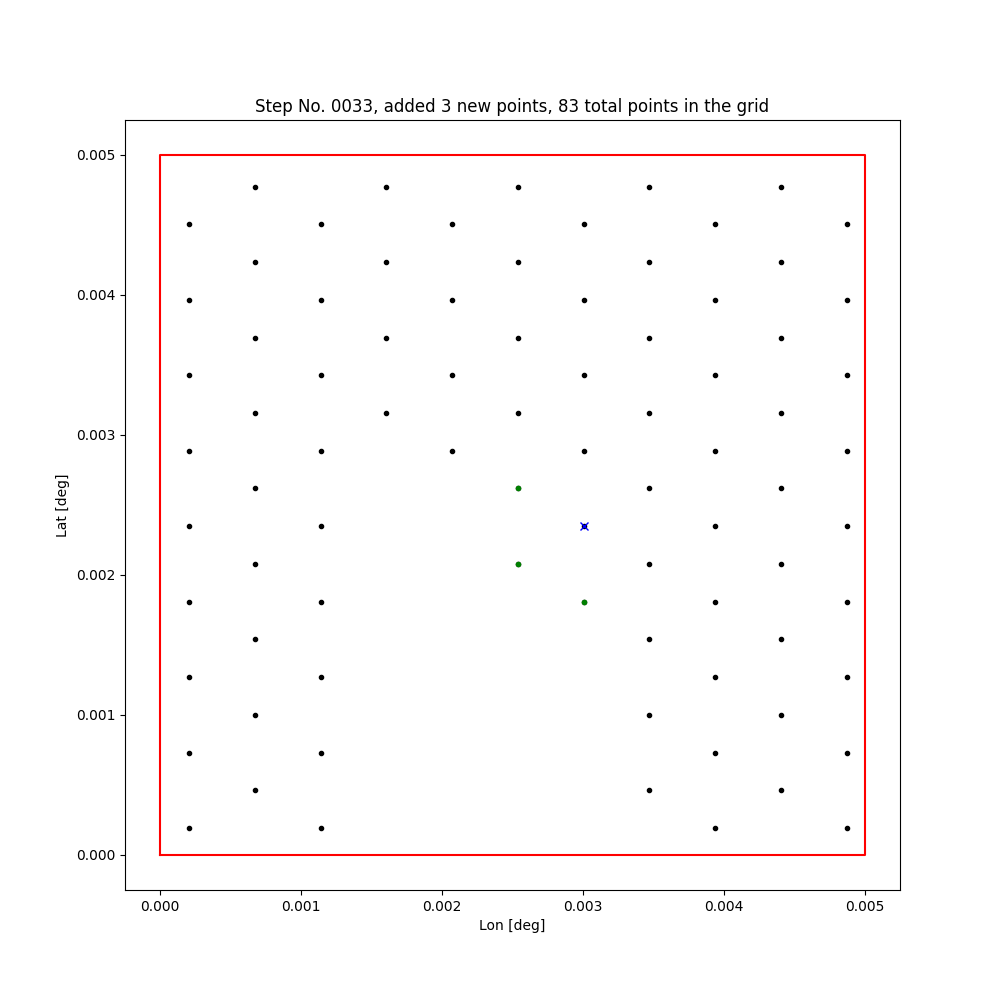 Step No. 0033, added 3 new points, 83 total points in the grid
0.005
0.004
0.003
0.002
0.001
0.000
Lat [deg]
0.000 0.001 0.002 0.003 0.004 0.005
Lon [deg]